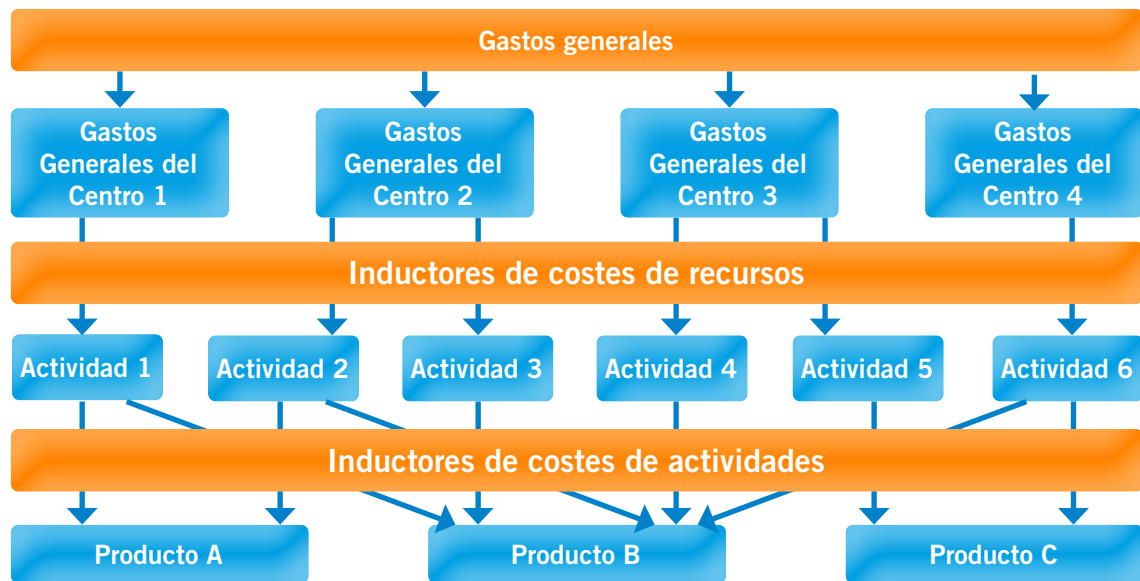 Gastos generales
Gastos
Generales del
Centro 1
Gastos
Generales del
Centro 2
Gastos
Generales del
Centro 3
Gastos
Generales del
Centro 4
Inductores de costes de recursos
Actividad 1
Actividad 2
Actividad 3
Actividad 4
Actividad 5
Actividad 6
Inductores de costes de actividades
Producto A
Producto B
Producto C